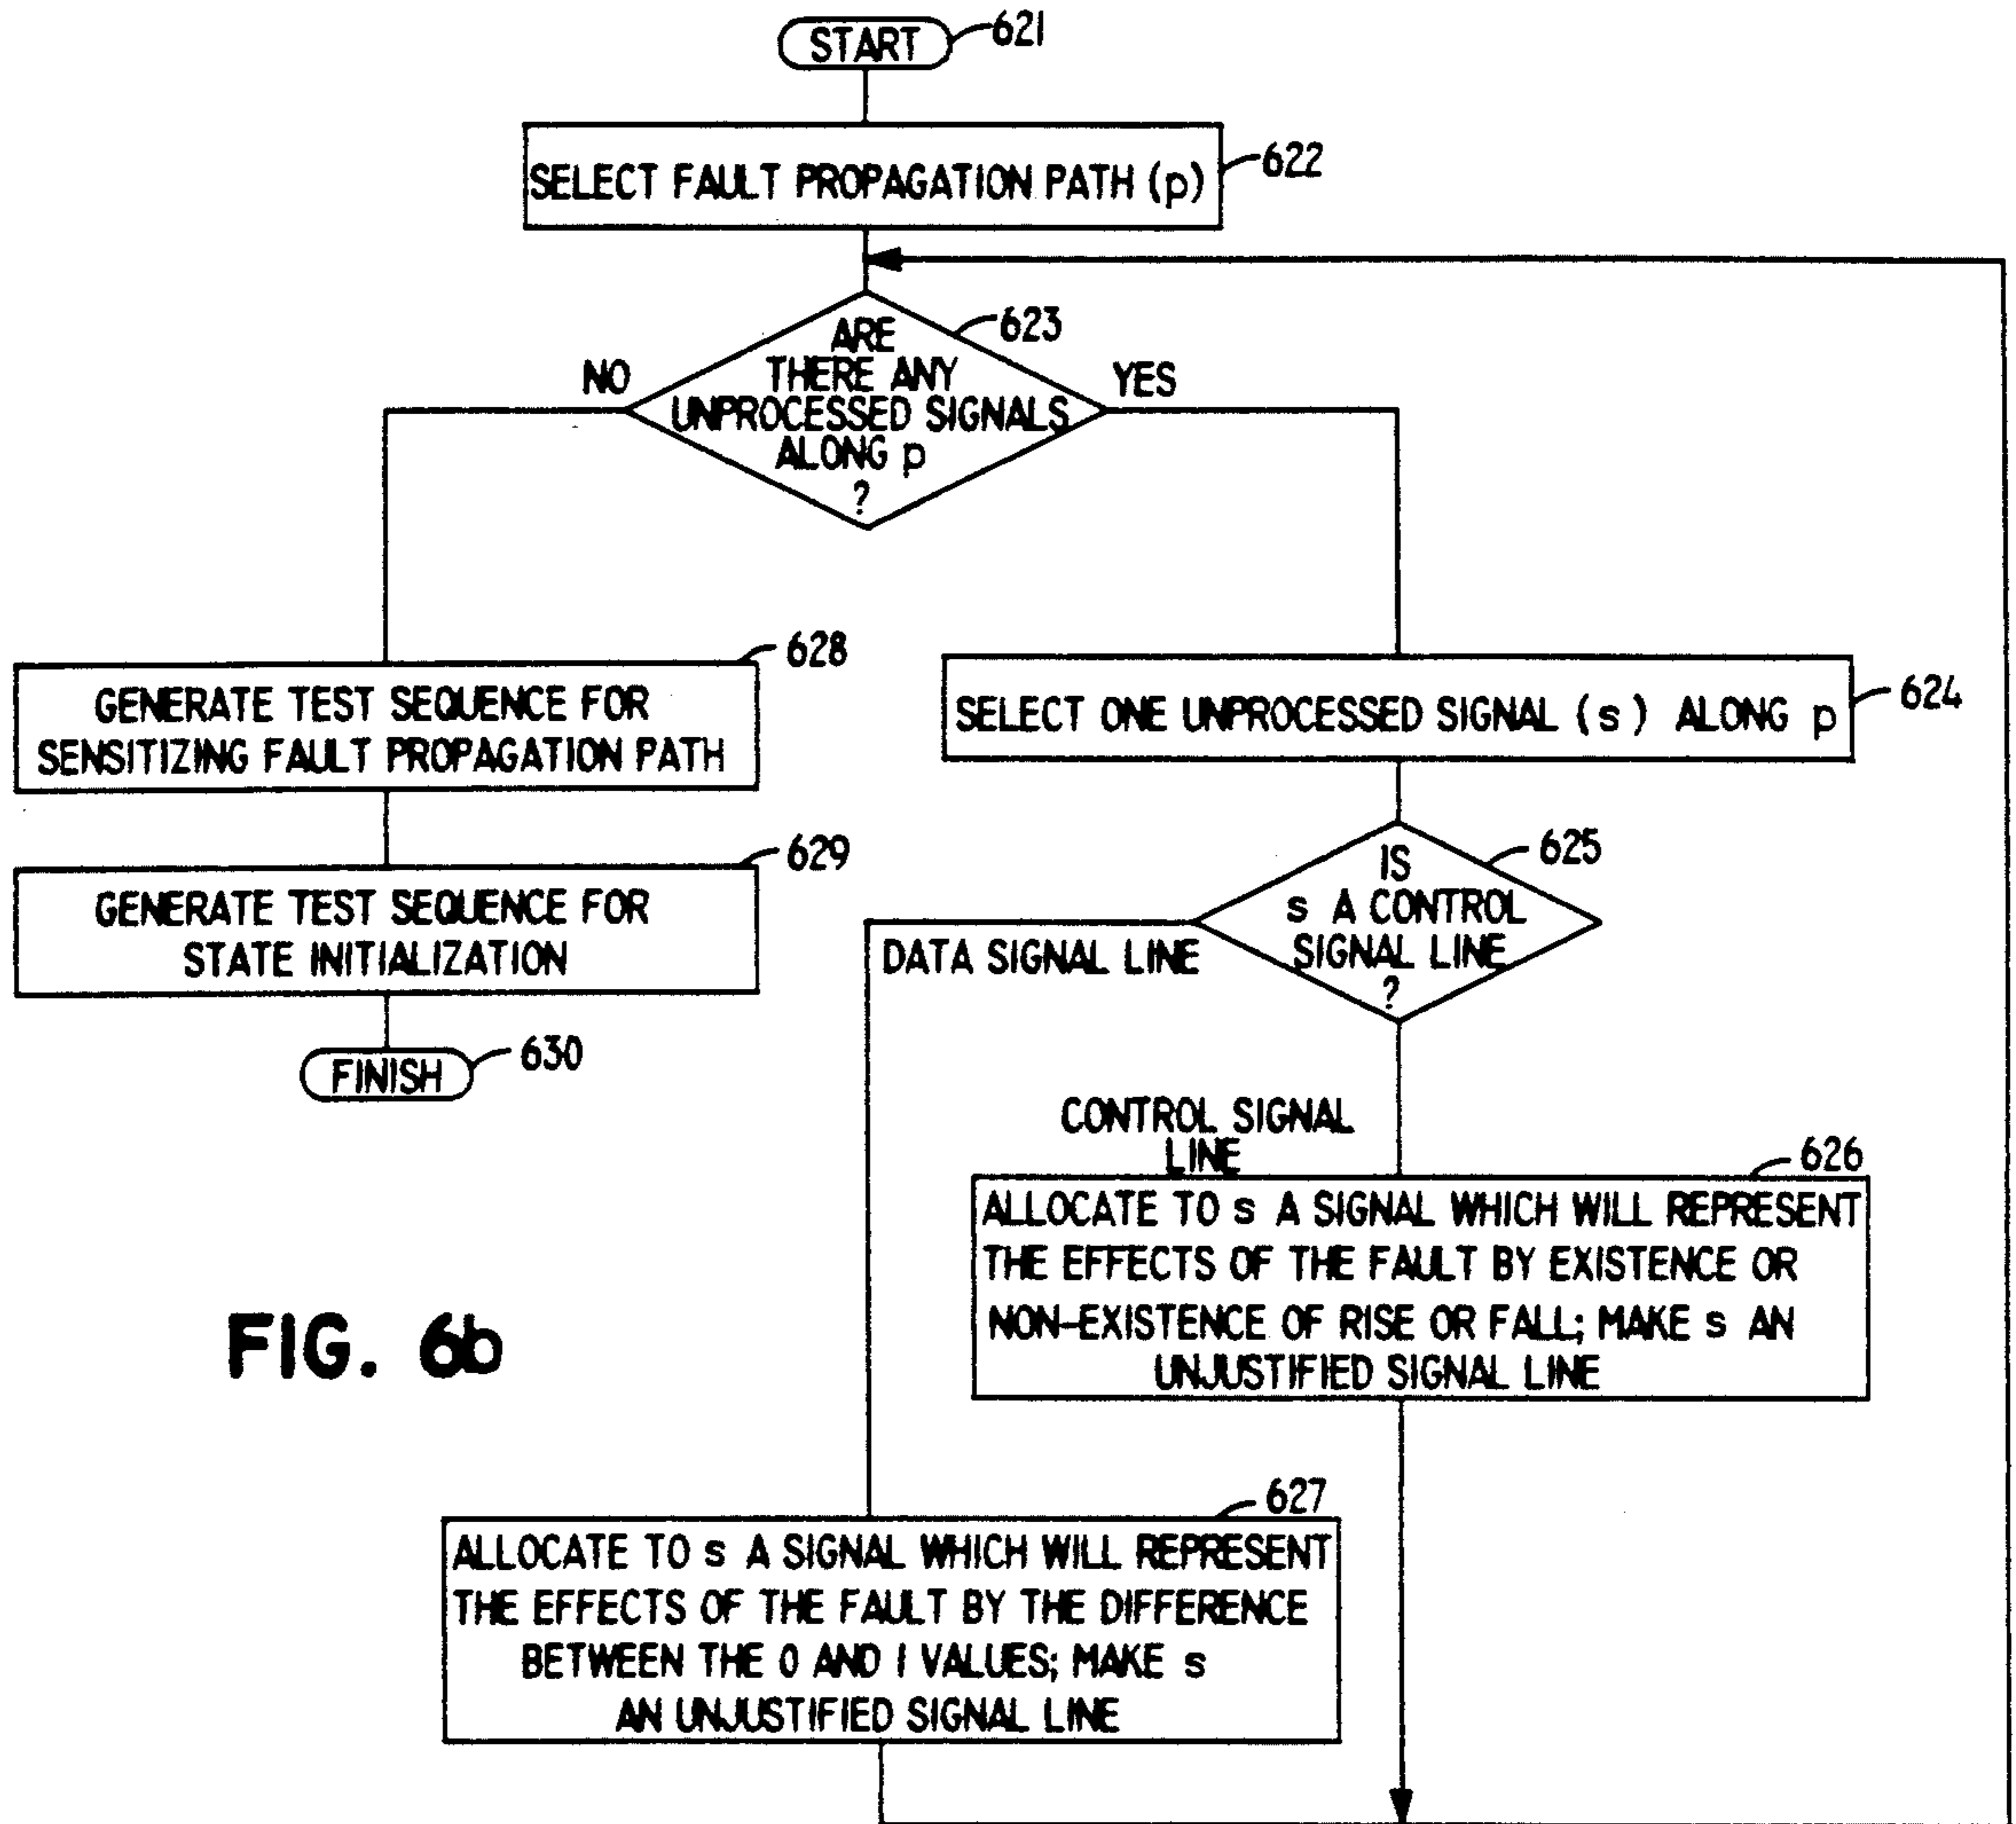 START
621
SELECT FAULT PROPAGATION PATH (p)
622
ARE
THERE ANY
UNPROCESSED SIGNALS
ALONG p
?
623
NO
YES
628
GENERATE TEST SEQUENCE FOR
SENSITIZING FAULT PROPAGATION PATH
SELECT ONE UNPROCESSED SIGNAL (s) ALONG p
624
629
GENERATE TEST SEQUENCE FOR
STATE INITIALIZATION
IS
s A CONTROL
SIGNAL LINE
?
625
DATA SIGNAL LINE
FINISH
630
CONTROL SIGNAL
LINE
626
ALLOCATE TO s A SIGNAL WHICH WILL REPRESENT
THE EFFECTS OF THE FAULT BY EXISTENCE OR
NON-EXISTENCE OF RISE OR FALL; MAKE s AN
UNJUSTIFIED SIGNAL LINE
FIG. 6b
627
ALLOCATE TO s A SIGNAL WHICH WILL REPRESENT
THE EFFECTS OF THE FAULT BY THE DIFFERENCE
BETWEEN THE 0 AND 1 VALUES; MAKE s
AN UNJUSTIFIED SIGNAL LINE